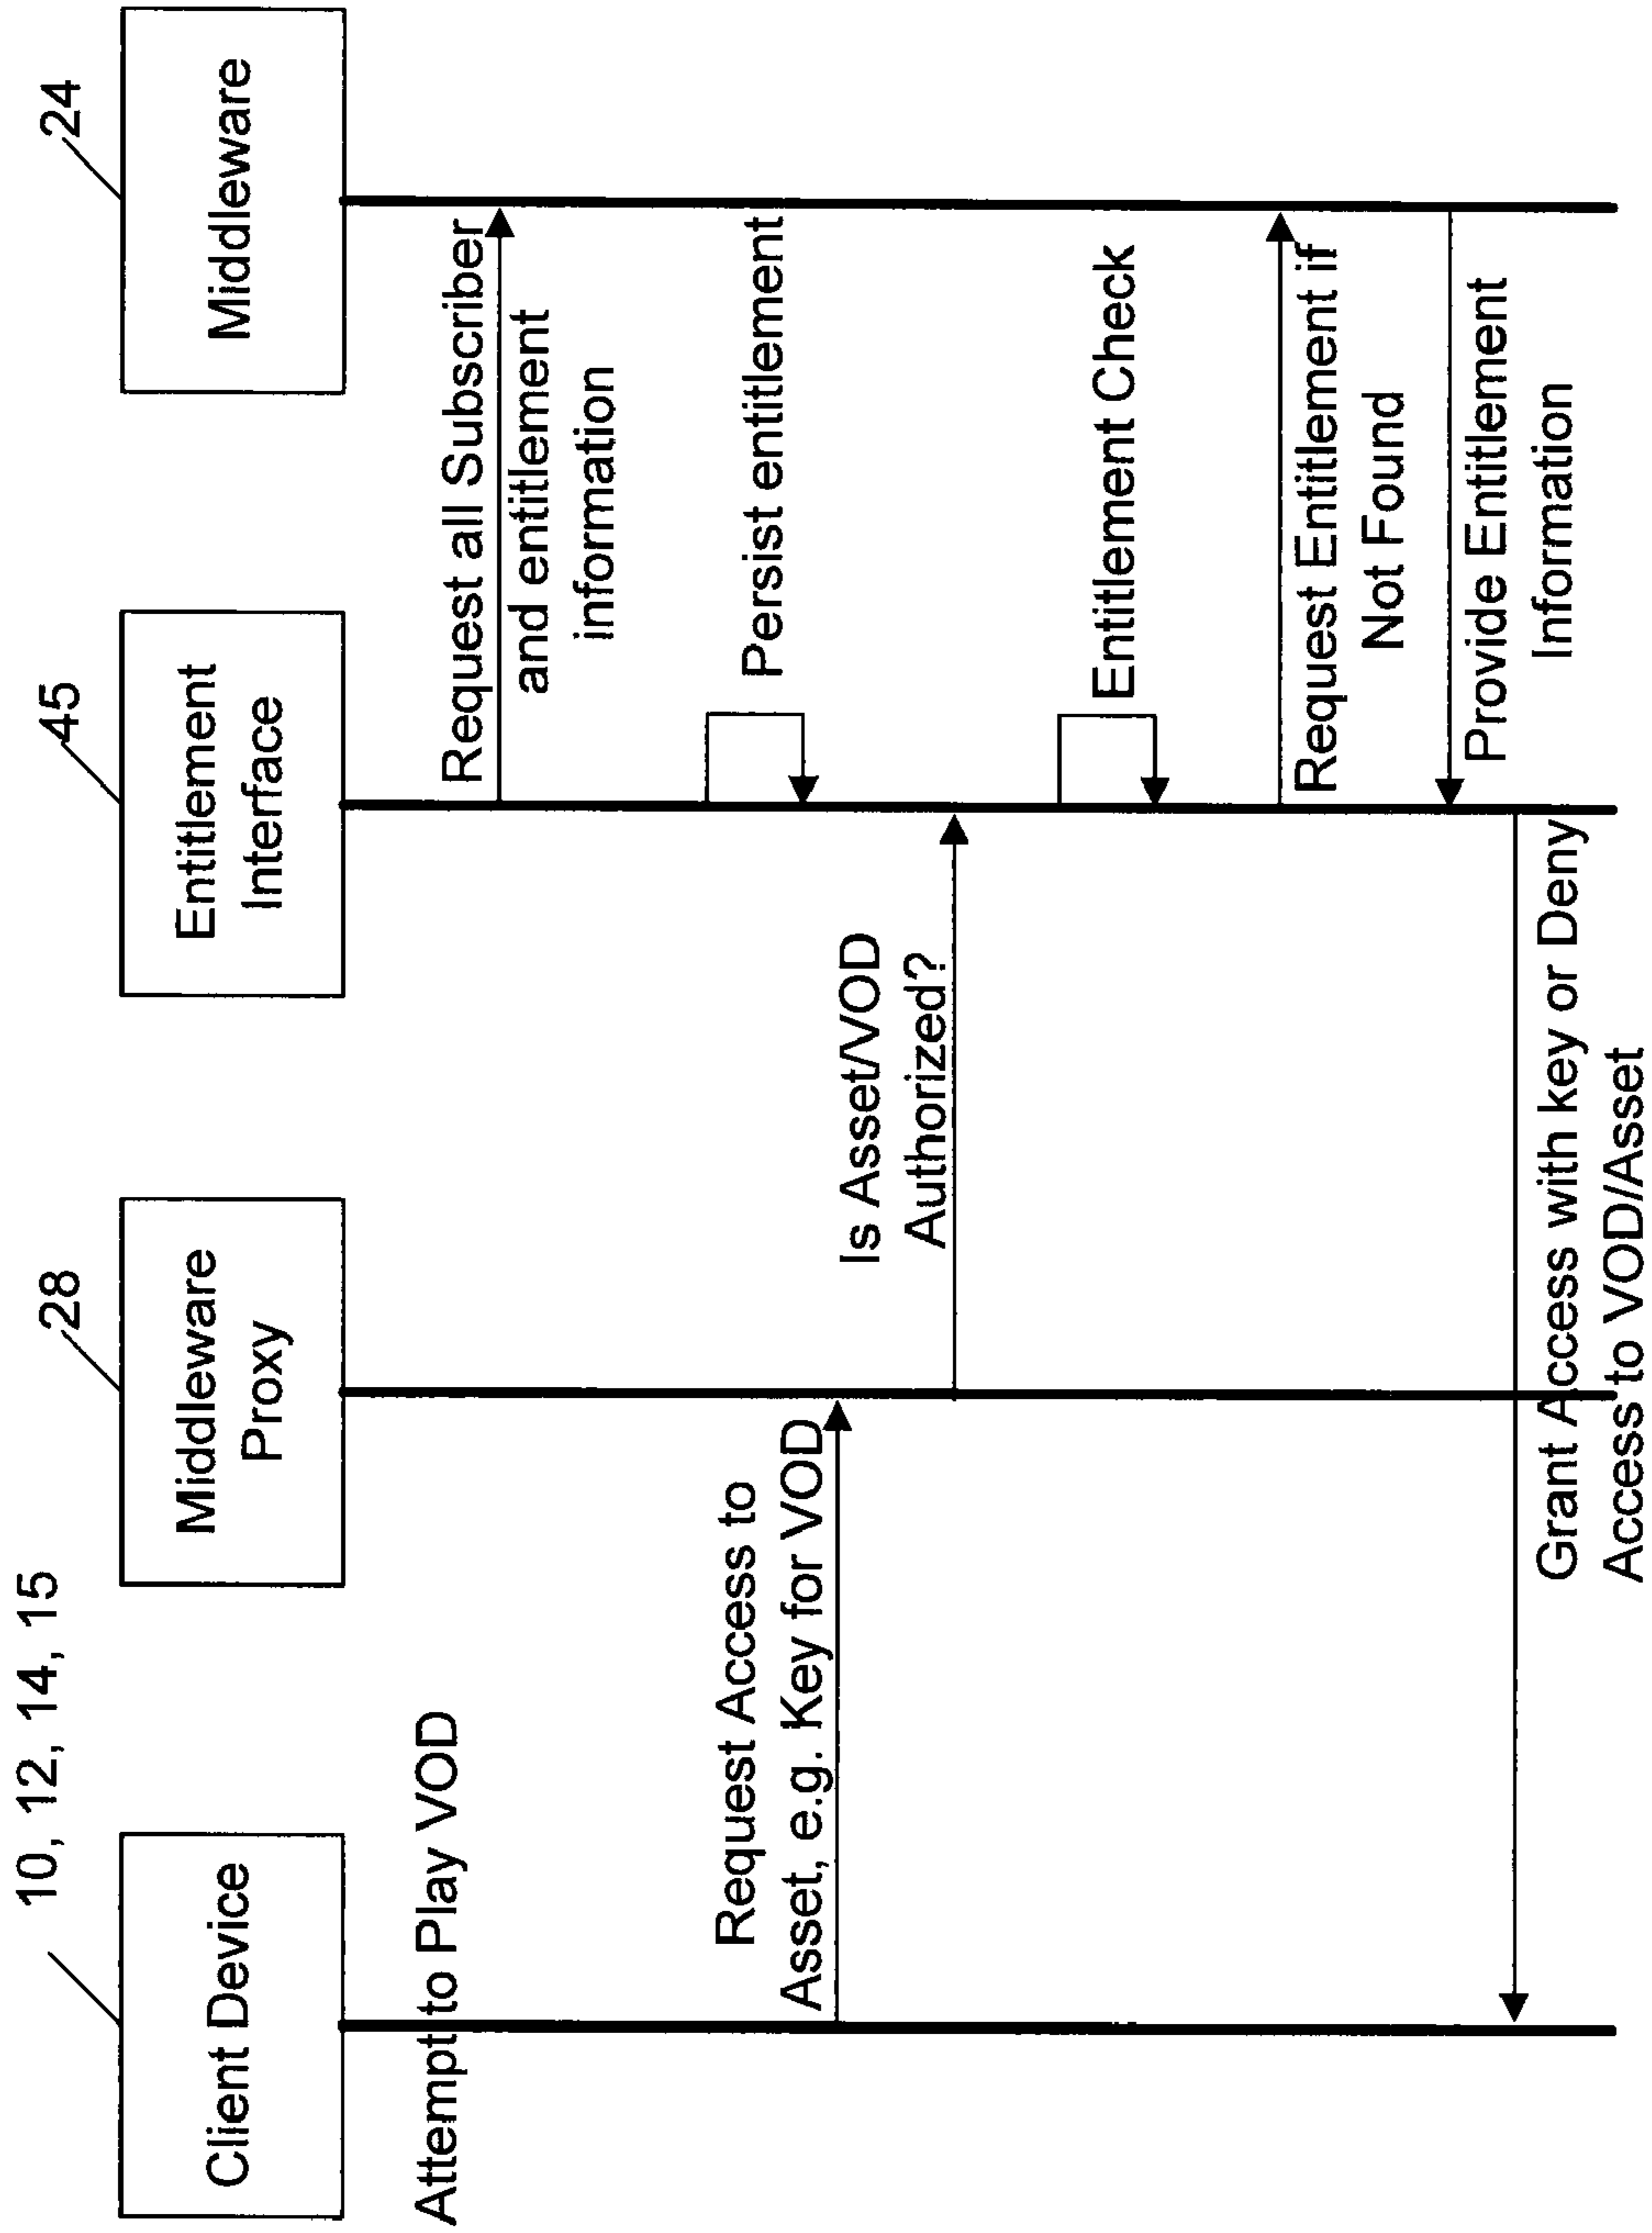 10, 12, 14, 15
28
45
24
Client Device
Middleware
Proxy
Entitlement
Interface
Middleware
Attempt to Play VOD
Request all Subscriber
and entitlement
information
Request Access to
Asset, e.g. Key for VOD
Persist entitlement
Is Asset/VOD
Authorized?
Entitlement Check
Request Entitlement if
Not Found
Provide Entitlement
Information
Grant Access with key or Deny
Access to VOD/Asset